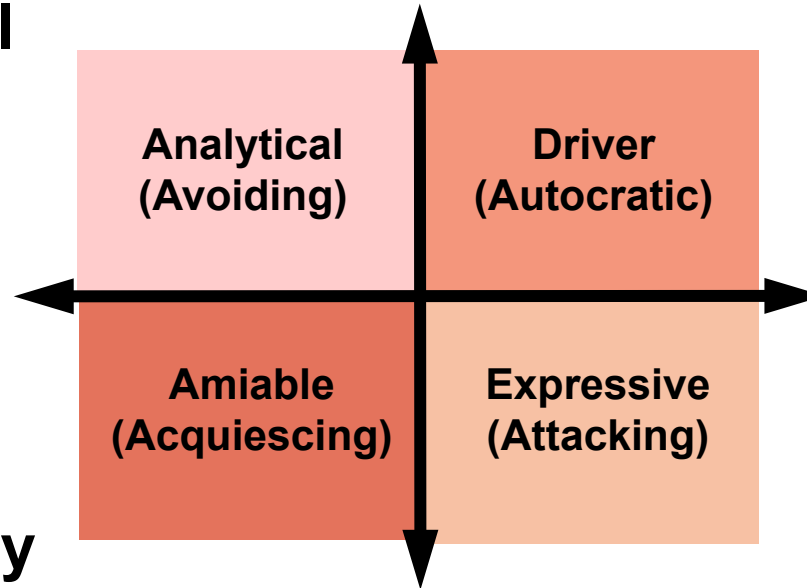 l
Analytical
(Avoiding)
Driver
(Autocratic)
Amiable
(Acquiescing)
Expressive
(Attacking)
y